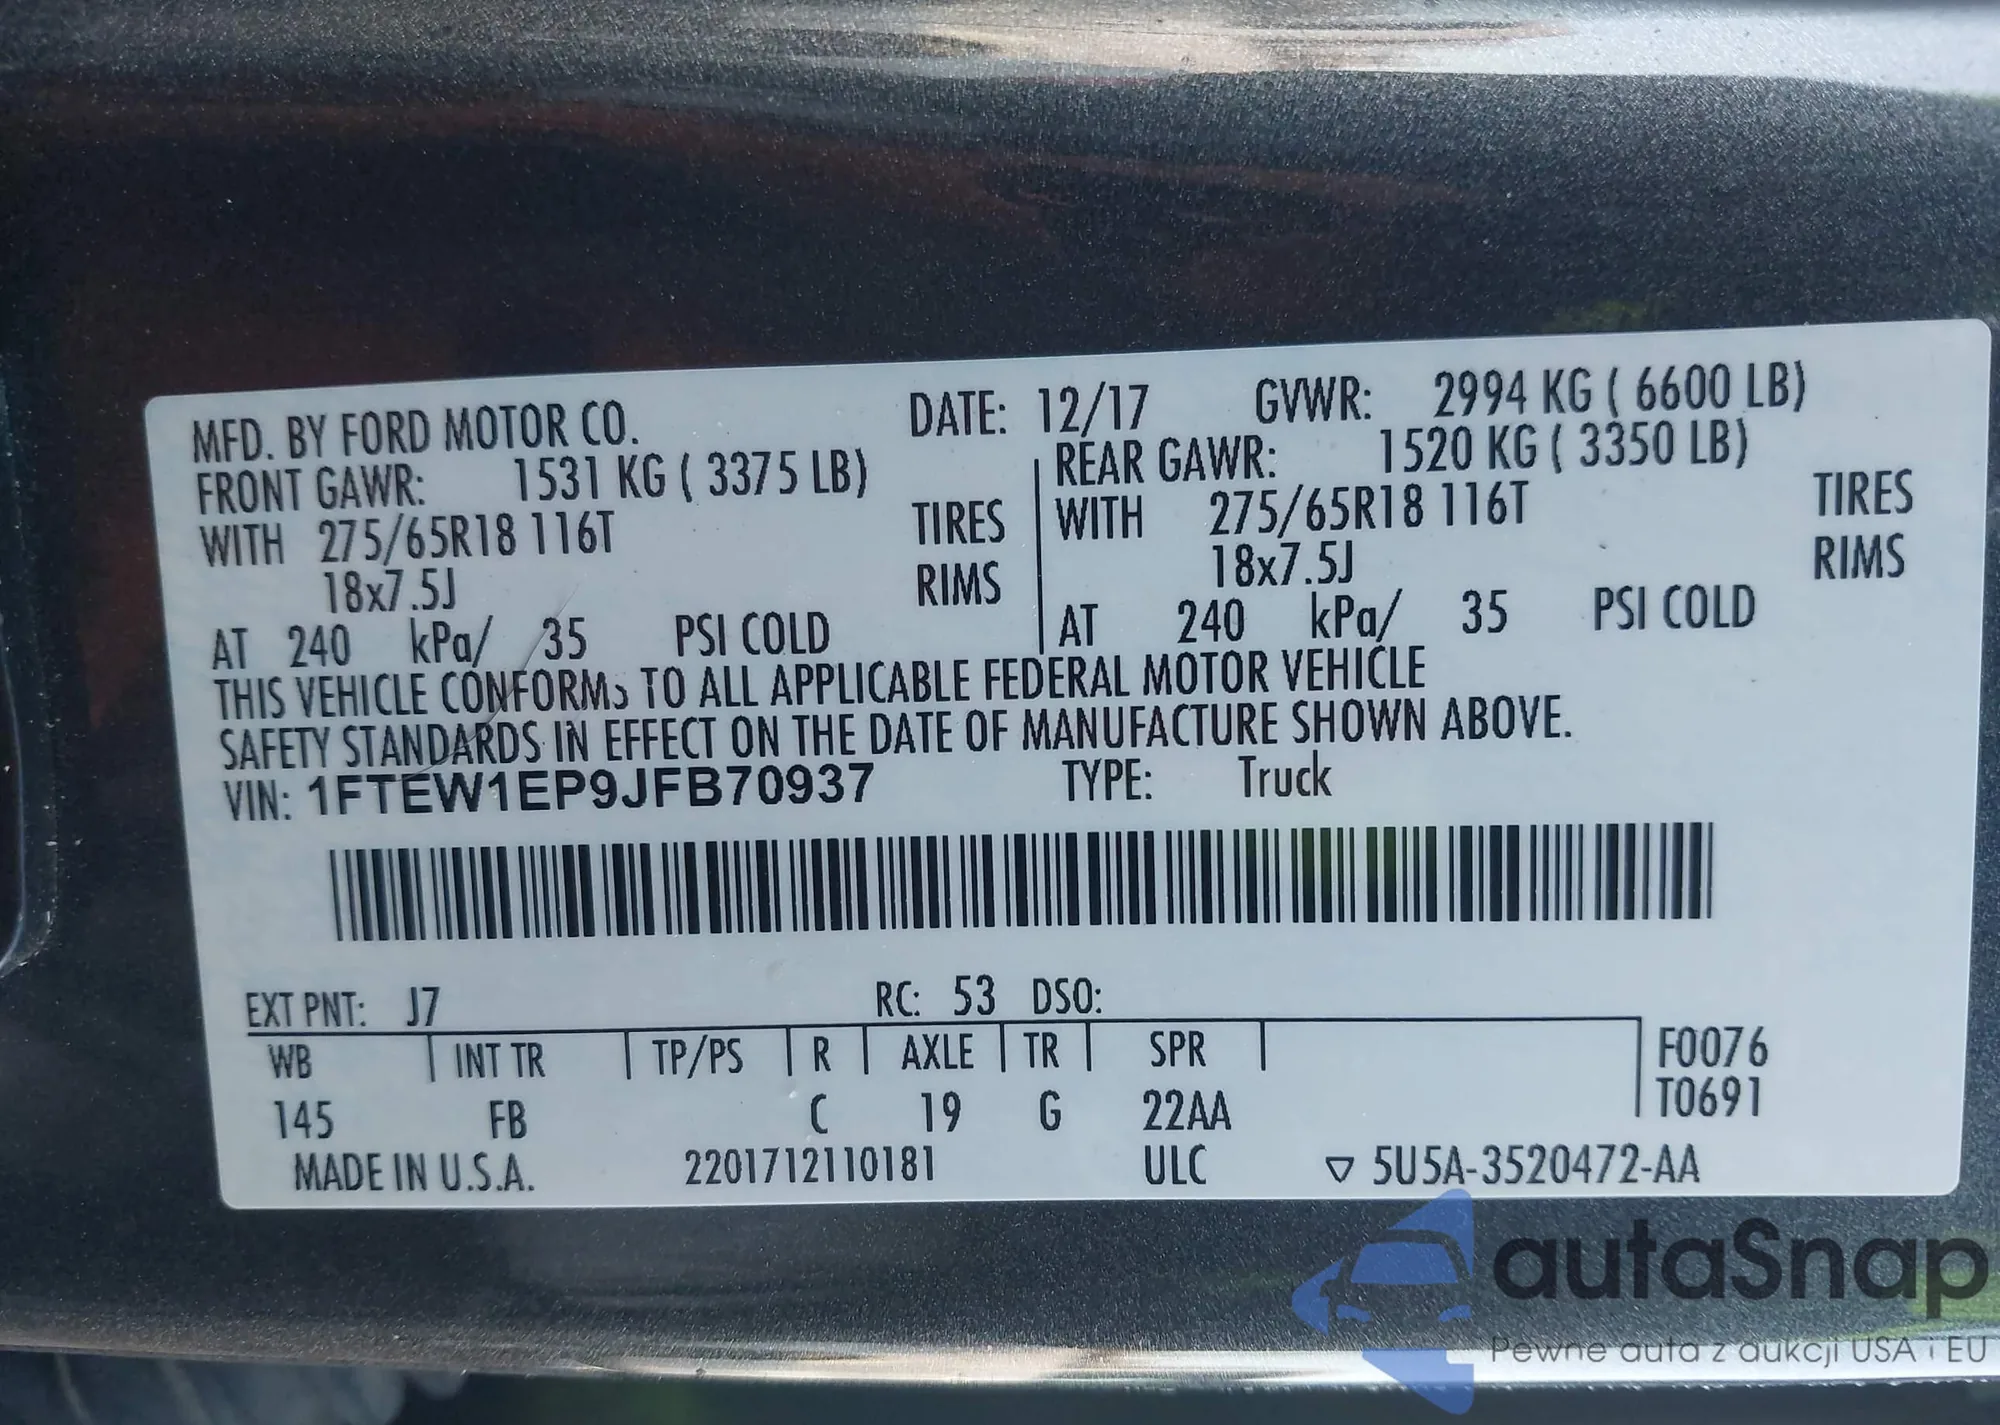 MFD. BY FORD MOTOR CO. DATE: 12/17 GVWR: 2994 KG ( 6600 LB)
FRONT GAWR: 1531 KG ( 3375 LB) REAR GAWR: 1520 KG ( 3350 LB)
WITH 275/65R18 116T TIRES WITH 275/65R18 116T TIRES
18x7.5J RIMS 18x7.5J RIMS
AT 240 kPa/ 35 PSI COLD AT 240 kPa/ 35 PSI COLD
THIS VEHICLE CONFORMS TO ALL APPLICABLE FEDERAL MOTOR VEHICLE
SAFETY STANDARDS IN EFFECT ON THE DATE OF MANUFACTURE SHOWN ABOVE.
VIN: 1FTEW1EP9JFB70937 TYPE: Truck
EXT PNT: J7 RC: 53 DSO:
WB INT TR TP/PS R AXLE TR SPR F0076
145 FB C 19 G 22AA T0691
MADE IN U.S.A. 2201712110181 ULC ▽ 5U5A-3520472-AA
autaSnap
Pewne auta z aukcji USA i EU